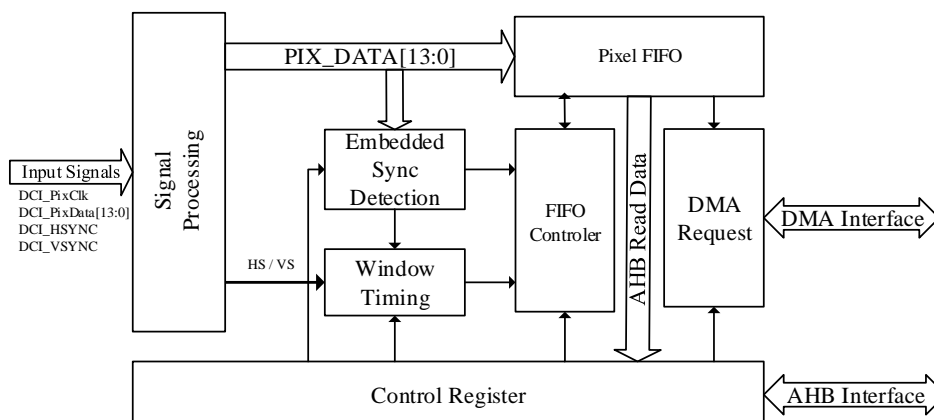 PIX_DATA[13:0]
Pixel FIFO
Signal
Processing
Input Signals
DCI_PixClk
DCI_PixData[13:0]
DCI_HSYNC
DCI_VSYNC
Embedded
Sync
Detection
HS / VS
Window
Timing
FIFO
Controler
AHB Read Data
DMA
Request
DMA Interface
Control Register
AHB Interface